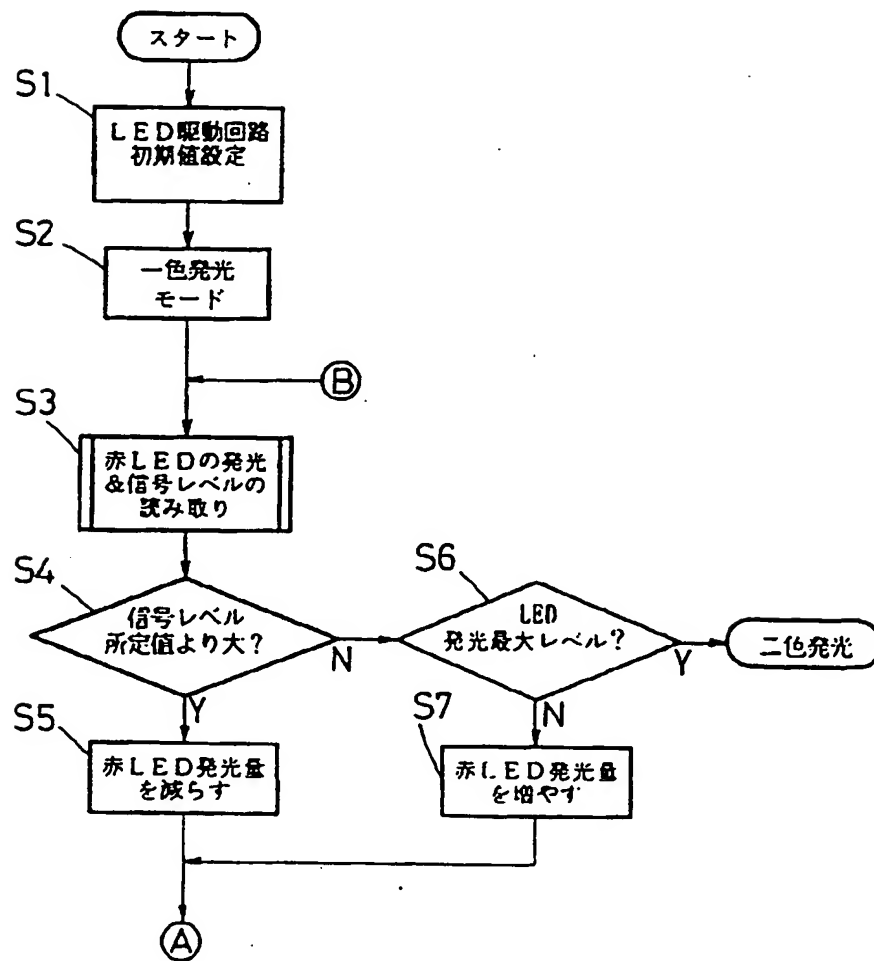 スタート
S1
LED駆動回路
初期値設定
S2
一色発光
モード
B
S3
赤LEDの発光
&信号レベルの
読み取り
S4
信号レベル
所定値より大?
N
Y
S6
LED
発光最大レベル?
Y
N
二色発光
S5
赤LED発光量
を減らす
S7
赤LED発光量
を増やす
A